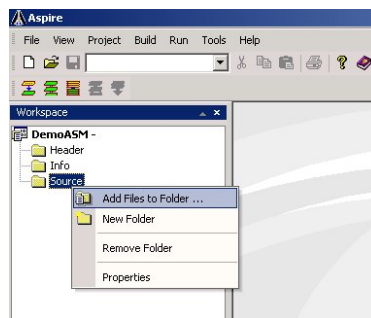 Aspire
File View Project Build Run Tools Help
Workspace
DemoASM -
Header
Info
Source
Add Files to Folder ...
New Folder
Remove Folder
Properties